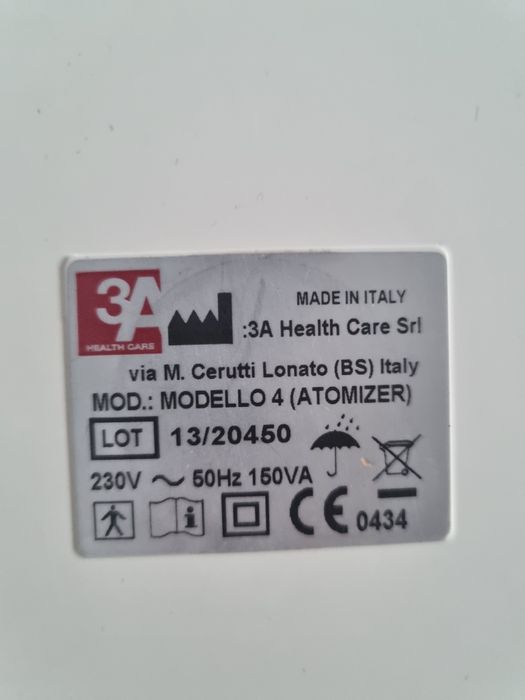 3A
HEALTH CARE
MADE IN ITALY
:3A Health Care Srl
via M. Cerutti Lonato (BS) Italy
MOD.: MODELLO 4 (ATOMIZER)
LOT 13/20450
230V ~ 50Hz 150VA
i CE 0434